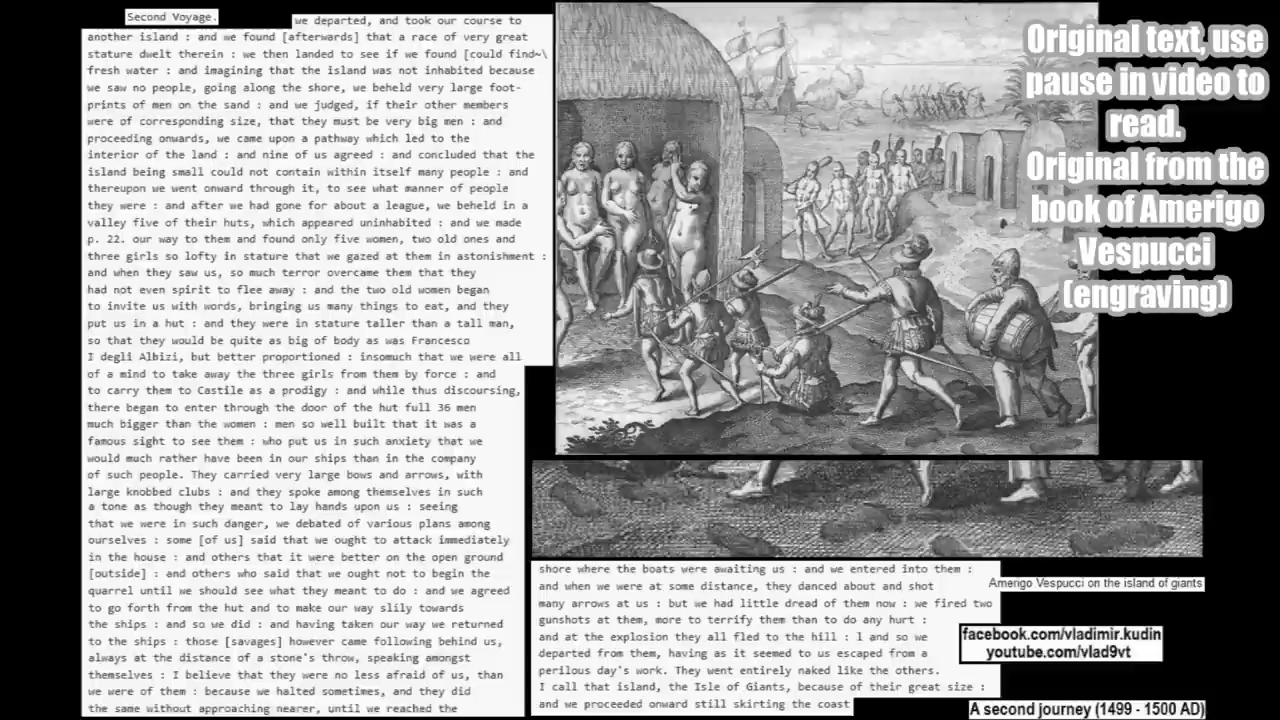 Second Voyage.
we departed, and took our course to
another island : and we found [afterwards] that a race of very great
stature dwelt therein : we then landed to see if we found [could find~\
fresh water : and imagining that the island was not inhabited because
we saw no people, going along the shore, we beheld very large foot-
prints of men on the sand : and we judged, if their other members
were of corresponding size, that they must be very big men : and
proceeding onwards, we came upon a pathway which led to the
interior of the land : and nine of us agreed : and concluded that the
island being small could not contain within itself many people : and
thereupon we went onward through it, to see what manner of people
they were : and after we had gone for about a league, we beheld in a
valley five of their huts, which appeared uninhabited : and we made
p. 22. our way to them and found only five women, two old ones and
three girls so lofty in stature that we gazed at them in astonishment :
and when they saw us, so much terror overcame them that they
had not even spirit to flee away : and the two old women began
to invite us with words, bringing us many things to eat, and they
put us in a hut : and they were in stature taller than a tall man,
so that they would be quite as big of body as was Francesco
I degli Albizi, but better proportioned : insomuch that we were all
of a mind to take away the three girls from them by force : and
to carry them to Castile as a prodigy : and while thus discoursing,
there began to enter through the door of the hut full 36 men
much bigger than the women : men so well built that it was a
famous sight to see them : who put us in such anxiety that we
would much rather have been in our ships than in the company
of such people. They carried very large bows and arrows, with
large knobbed clubs : and they spoke among themselves in such
a tone as though they meant to lay hands upon us : seeing
that we were in such danger, we debated of various plans among
ourselves : some [of us] said that we ought to attack immediately
in the house : and others that it were better on the open ground
[outside] : and others who said that we ought not to begin the
quarrel until we should see what they meant to do : and we agreed
to go forth from the hut and to make our way slily towards
the ships : and so we did : and having taken our way we returned
to the ships : those [savages] however came following behind us,
always at the distance of a stone's throw, speaking amongst
themselves : I believe that they were no less afraid of us, than
we were of them : because we halted sometimes, and they did
the same without approaching nearer, until we reached the
shore where the boats were awaiting us : and we entered into them :
and when we were at some distance, they danced about and shot
many arrows at us : but we had little dread of them now : we fired two
gunshots at them, more to terrify them than to do any hurt :
and at the explosion they all fled to the hill : l and so we
departed from them, having as it seemed to us escaped from a
perilous day's work. They went entirely naked like the others.
I call that island, the Isle of Giants, because of their great size :
and we proceeded onward still skirting the coast
Original text, use
pause in video to
read.
Original from the
book of Amerigo
Vespucci
(engraving)
Amerigo Vespucci on the island of giants
facebook.com/vladimir.kudin
youtube.com/vlad9vt
A second journey (1499 - 1500 AD)